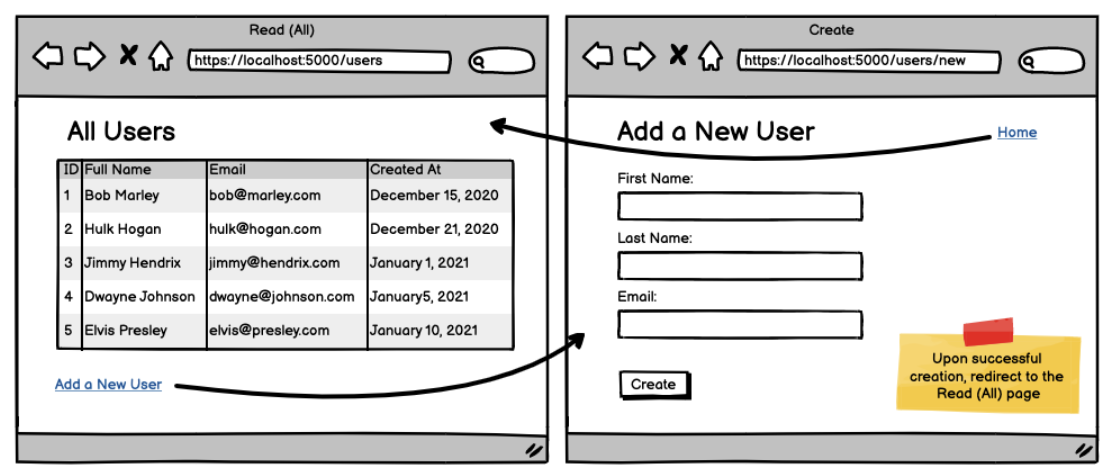 Read (All)
https://localhost:5000/users
All Users
ID Full Name Email Created At
1 Bob Marley bob@marley.com December 15, 2020
2 Hulk Hogan hulk@hogan.com December 21, 2020
3 Jimmy Hendrix jimmy@hendrix.com January 1, 2021
4 Dwayne Johnson dwayne@johnson.com January5, 2021
5 Elvis Presley elvis@presley.com January 10, 2021
Add a New User
Create
https://localhost:5000/users/new
Add a New User
Home
First Name:
Last Name:
Email:
Create
Upon successful
creation, redirect to the
Read (All) page